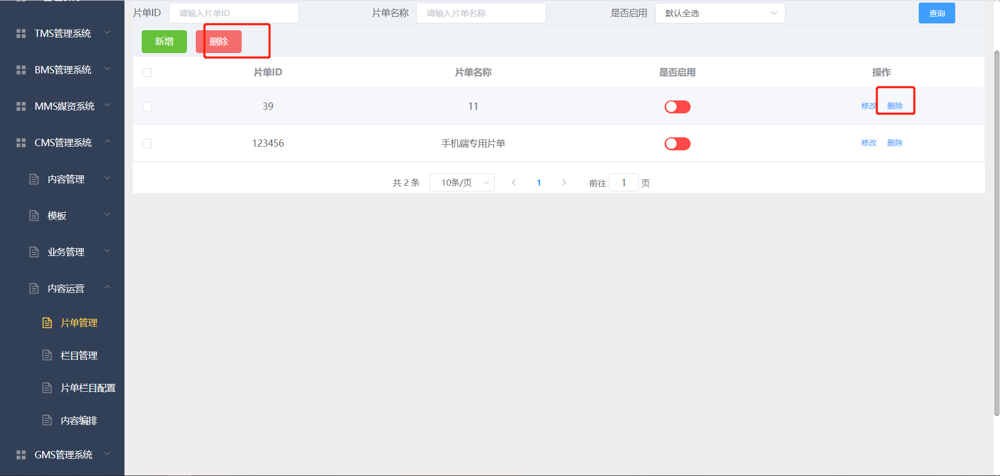 TMS管理系统
BMS管理系统
MMS媒资系统
CMS管理系统
内容管理
模板
业务管理
内容运营
片单管理
栏目管理
片单栏目配置
内容编排
GMS管理系统
片单ID 请输入片单ID 片单名称 请输入片单名称 是否启用 默认全选 查询
新增 删除
片单ID 片单名称 是否启用 操作
39 11 修改 删除
123456 手机端专用片单 修改 删除
共 2 条 10条/页 1 前往 1 页